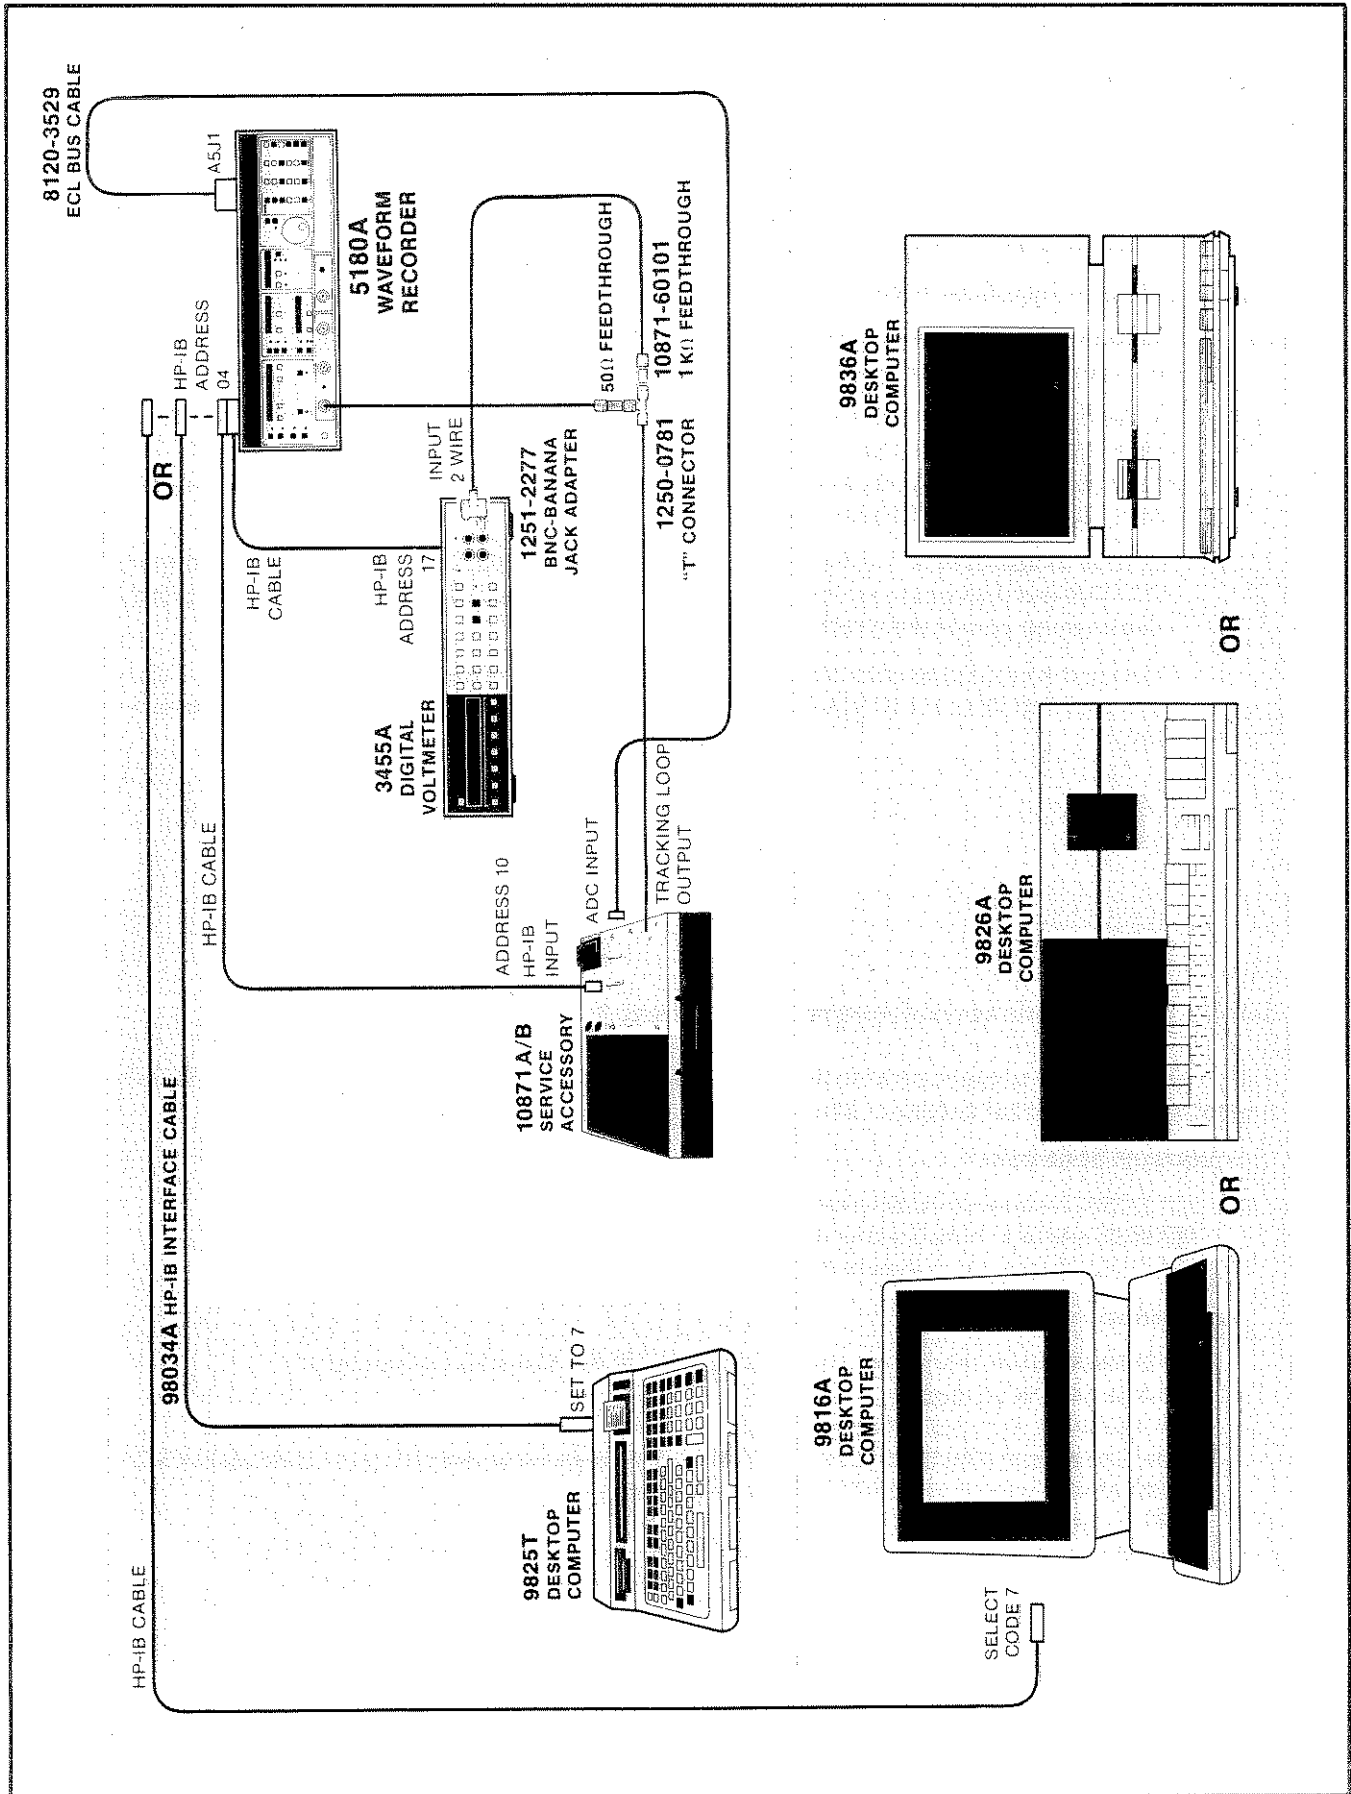 8120-3529
ECL BUS CABLE
A5J1
HP-IB
ADDRESS
04
OR
5180A
WAVEFORM
RECORDER
HP-IB
CABLE
HP-IB
ADDRESS
17
INPUT
2 WIRE
1251-2277
BNC-BANANA
JACK ADAPTER
50Ω FEEDTHROUGH
10871-60101
1 KΩ FEEDTHROUGH
1250-0781
"T" CONNECTOR
3455A
DIGITAL
VOLTMETER
HP-IB CABLE
ADDRESS 10
HP-IB
INPUT
ADC INPUT
TRACKING LOOP
OUTPUT
10871A/B
SERVICE
ACCESSORY
98034A HP-IB INTERFACE CABLE
HP-IB CABLE
SET TO 7
9825T
DESKTOP
COMPUTER
SELECT
CODE 7
9816A
DESKTOP
COMPUTER
OR
9826A
DESKTOP
COMPUTER
OR
9836A
DESKTOP
COMPUTER